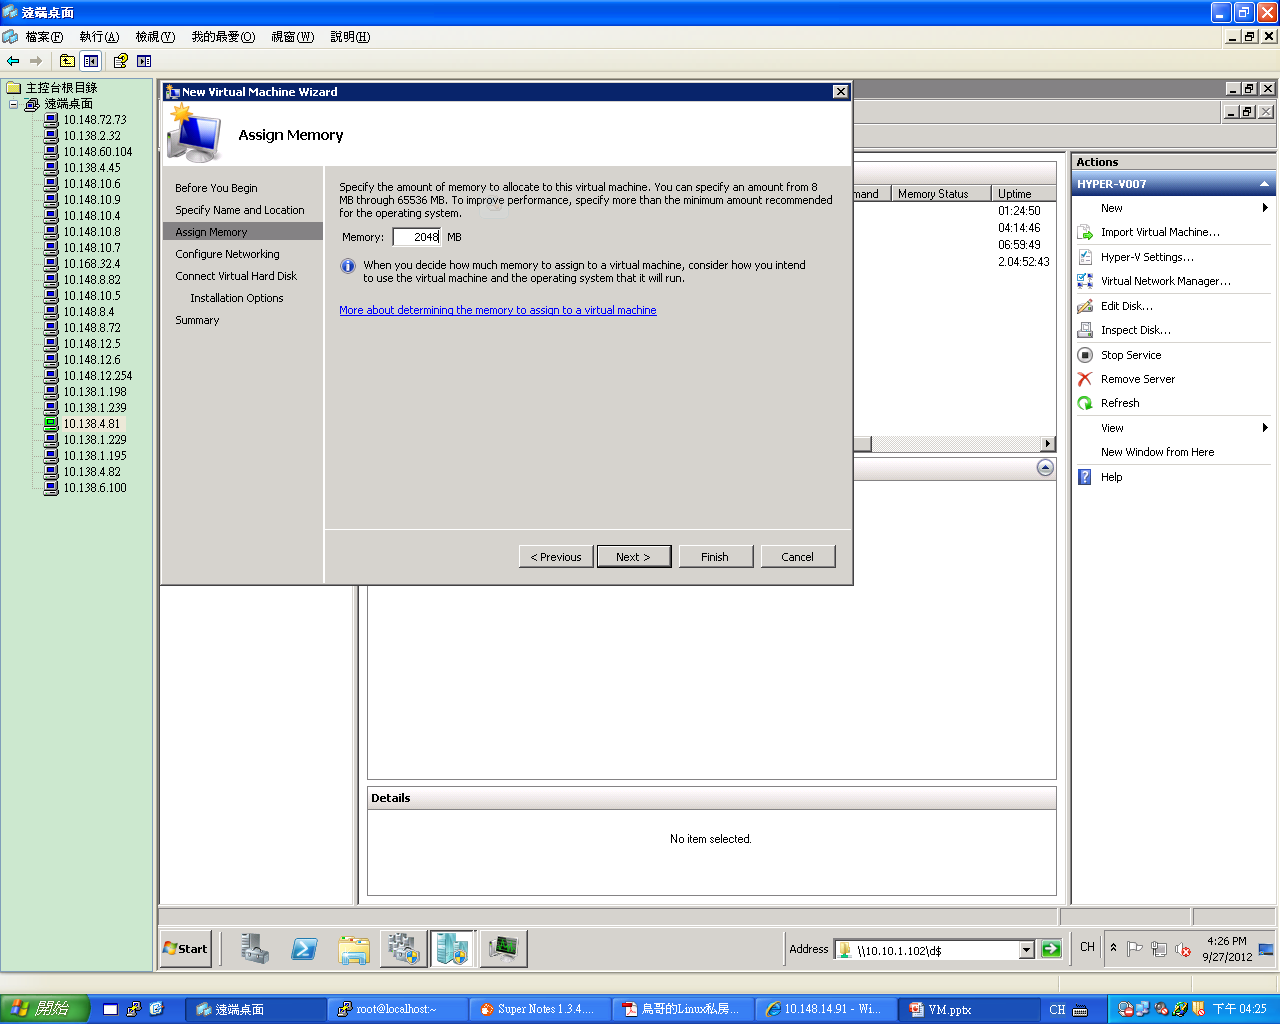 遠端桌面
檔案(F) 執行(A) 檢視(V) 我的最愛(O) 視窗(W) 說明(H)
主控台根目錄
遠端桌面
10.148.72.73
10.138.2.32
10.148.60.104
10.138.4.45
10.148.10.6
10.148.10.9
10.148.10.4
10.148.10.8
10.148.10.7
10.168.32.4
10.148.8.82
10.148.10.5
10.148.8.4
10.148.8.72
10.148.12.5
10.148.12.6
10.148.12.254
10.138.1.198
10.138.1.239
10.138.4.81
10.138.1.229
10.138.1.195
10.138.4.82
10.138.6.100
New Virtual Machine Wizard
Assign Memory
Before You Begin
Specify Name and Location
Assign Memory
Configure Networking
Connect Virtual Hard Disk
Installation Options
Summary
Specify the amount of memory to allocate to this virtual machine. You can specify an amount from 8
MB through 65536 MB. To improve performance, specify more than the minimum amount recommended
for the operating system.
Memory: 2048 MB
When you decide how much memory to assign to a virtual machine, consider how you intend
to use the virtual machine and the operating system that it will run.
More about determining the memory to assign to a virtual machine
< Previous Next > Finish Cancel
mand Memory Status Uptime
01:24:50
04:14:46
06:59:49
2.04:52:43
Details
No item selected.
Actions
HYPER-V007
New
Import Virtual Machine...
Hyper-V Settings...
Virtual Network Manager...
Edit Disk...
Inspect Disk...
Stop Service
Remove Server
Refresh
View
New Window from Here
Help
Start
Address \\10.10.1.102\d$
CH
4:26 PM
9/27/2012
開始
遠端桌面
root@localhost:~
Super Notes 1.3.4....
鳥哥的Linux私房...
10.148.14.91 - Wi...
VM.pptx
CH
下午 04:25